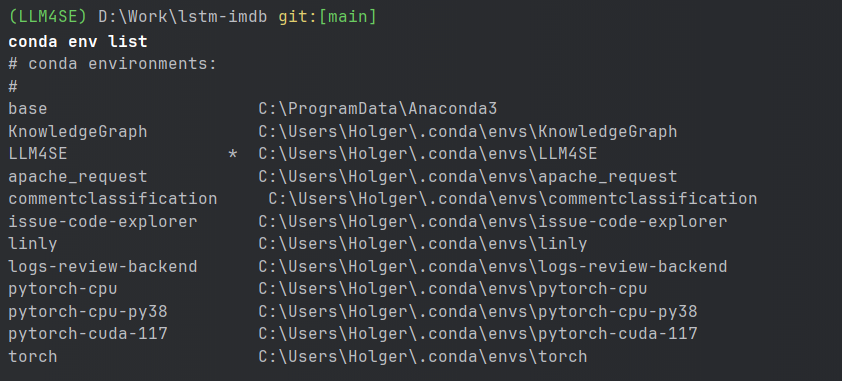 (LLM4SE) D:\Work\lstm-imdb git:[main]
conda env list
# conda environments:
#
base                     C:\ProgramData\Anaconda3
KnowledgeGraph           C:\Users\Holger\.conda\envs\KnowledgeGraph
LLM4SE                *  C:\Users\Holger\.conda\envs\LLM4SE
apache_request           C:\Users\Holger\.conda\envs\apache_request
commentclassification     C:\Users\Holger\.conda\envs\commentclassification
issue-code-explorer      C:\Users\Holger\.conda\envs\issue-code-explorer
linly                    C:\Users\Holger\.conda\envs\linly
logs-review-backend      C:\Users\Holger\.conda\envs\logs-review-backend
pytorch-cpu              C:\Users\Holger\.conda\envs\pytorch-cpu
pytorch-cpu-py38         C:\Users\Holger\.conda\envs\pytorch-cpu-py38
pytorch-cuda-117         C:\Users\Holger\.conda\envs\pytorch-cuda-117
torch                    C:\Users\Holger\.conda\envs\torch